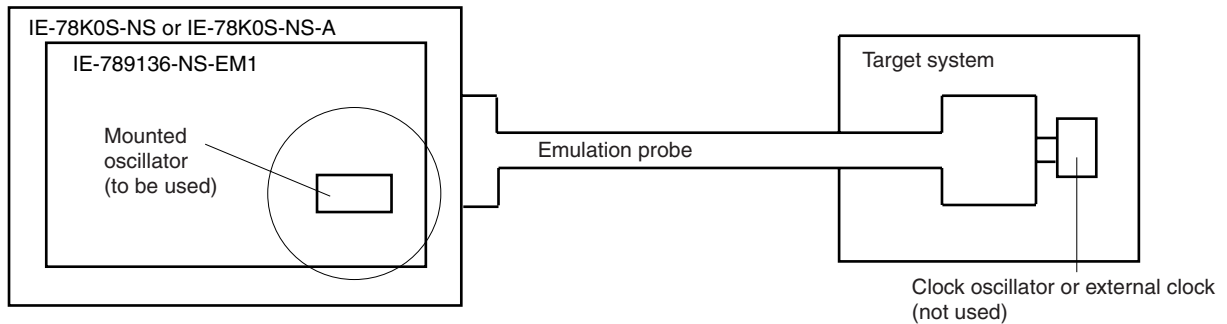 IE-78K0S-NS or IE-78K0S-NS-A
IE-789136-NS-EM1
Mounted
oscillator
(to be used)
Emulation probe
Target system
Clock oscillator or external clock
(not used)